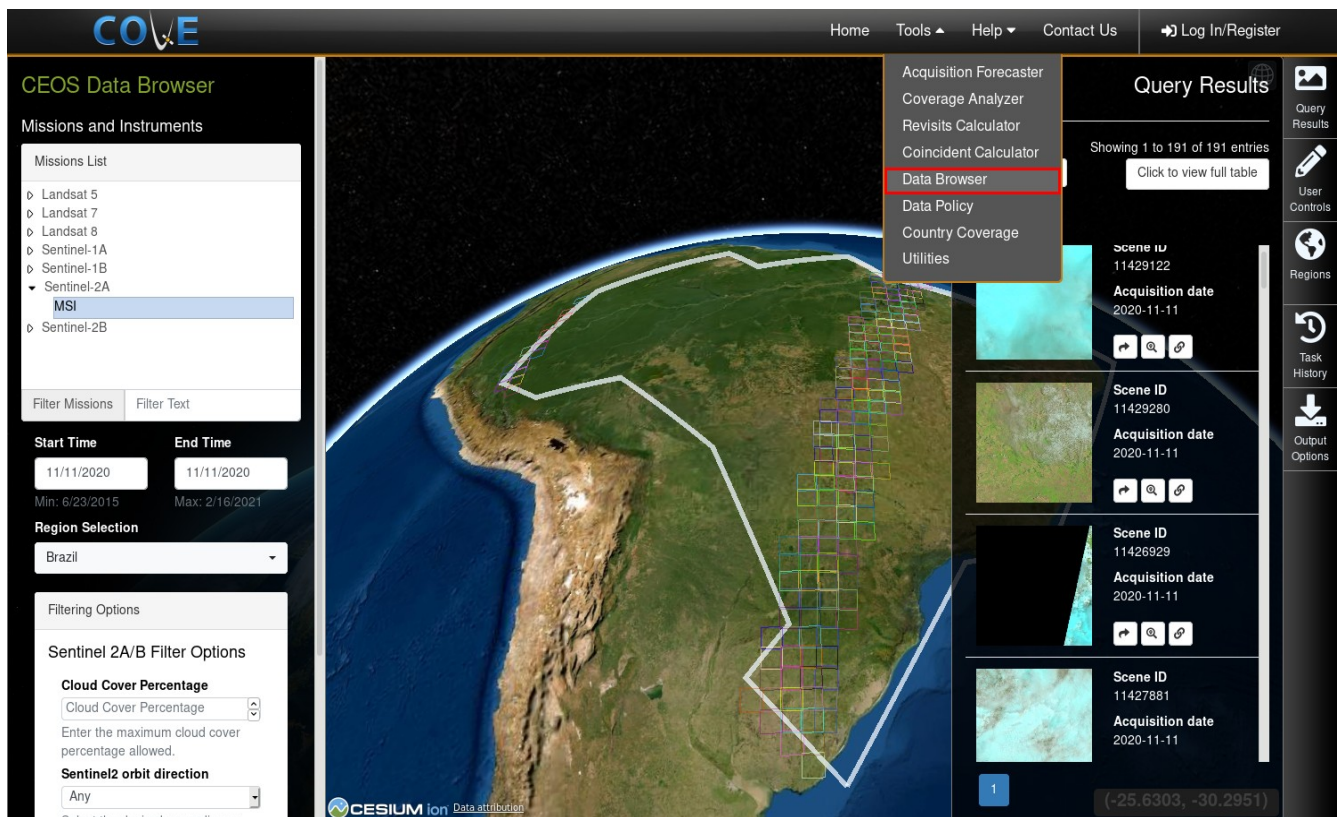 COVE
Home
Tools
Help
Contact Us
Log In/Register
CEOS Data Browser
Missions and Instruments
Missions List
Landsat 5
Landsat 7
Landsat 8
Sentinel-1A
Sentinel-1B
Sentinel-2A
MSI
Sentinel-2B
Filter Missions
Filter Text
Start Time
End Time
11/11/2020
11/11/2020
Min: 6/23/2015
Max: 2/16/2021
Region Selection
Brazil
Filtering Options
Sentinel 2A/B Filter Options
Cloud Cover Percentage
Cloud Cover Percentage
Enter the maximum cloud cover
percentage allowed.
Sentinel2 orbit direction
Any
Acquisition Forecaster
Coverage Analyzer
Revisits Calculator
Coincident Calculator
Data Browser
Data Policy
Country Coverage
Utilities
CESIUM ion
Data attribution
Query Results
Showing 1 to 191 of 191 entries
Click to view full table
Scene ID
11429122
Acquisition date
2020-11-11
Scene ID
11429280
Acquisition date
2020-11-11
Scene ID
11426929
Acquisition date
2020-11-11
Scene ID
11427881
Acquisition date
2020-11-11
1
(-25.6303, -30.2951)
Query
Results
User
Controls
Regions
Task
History
Output
Options